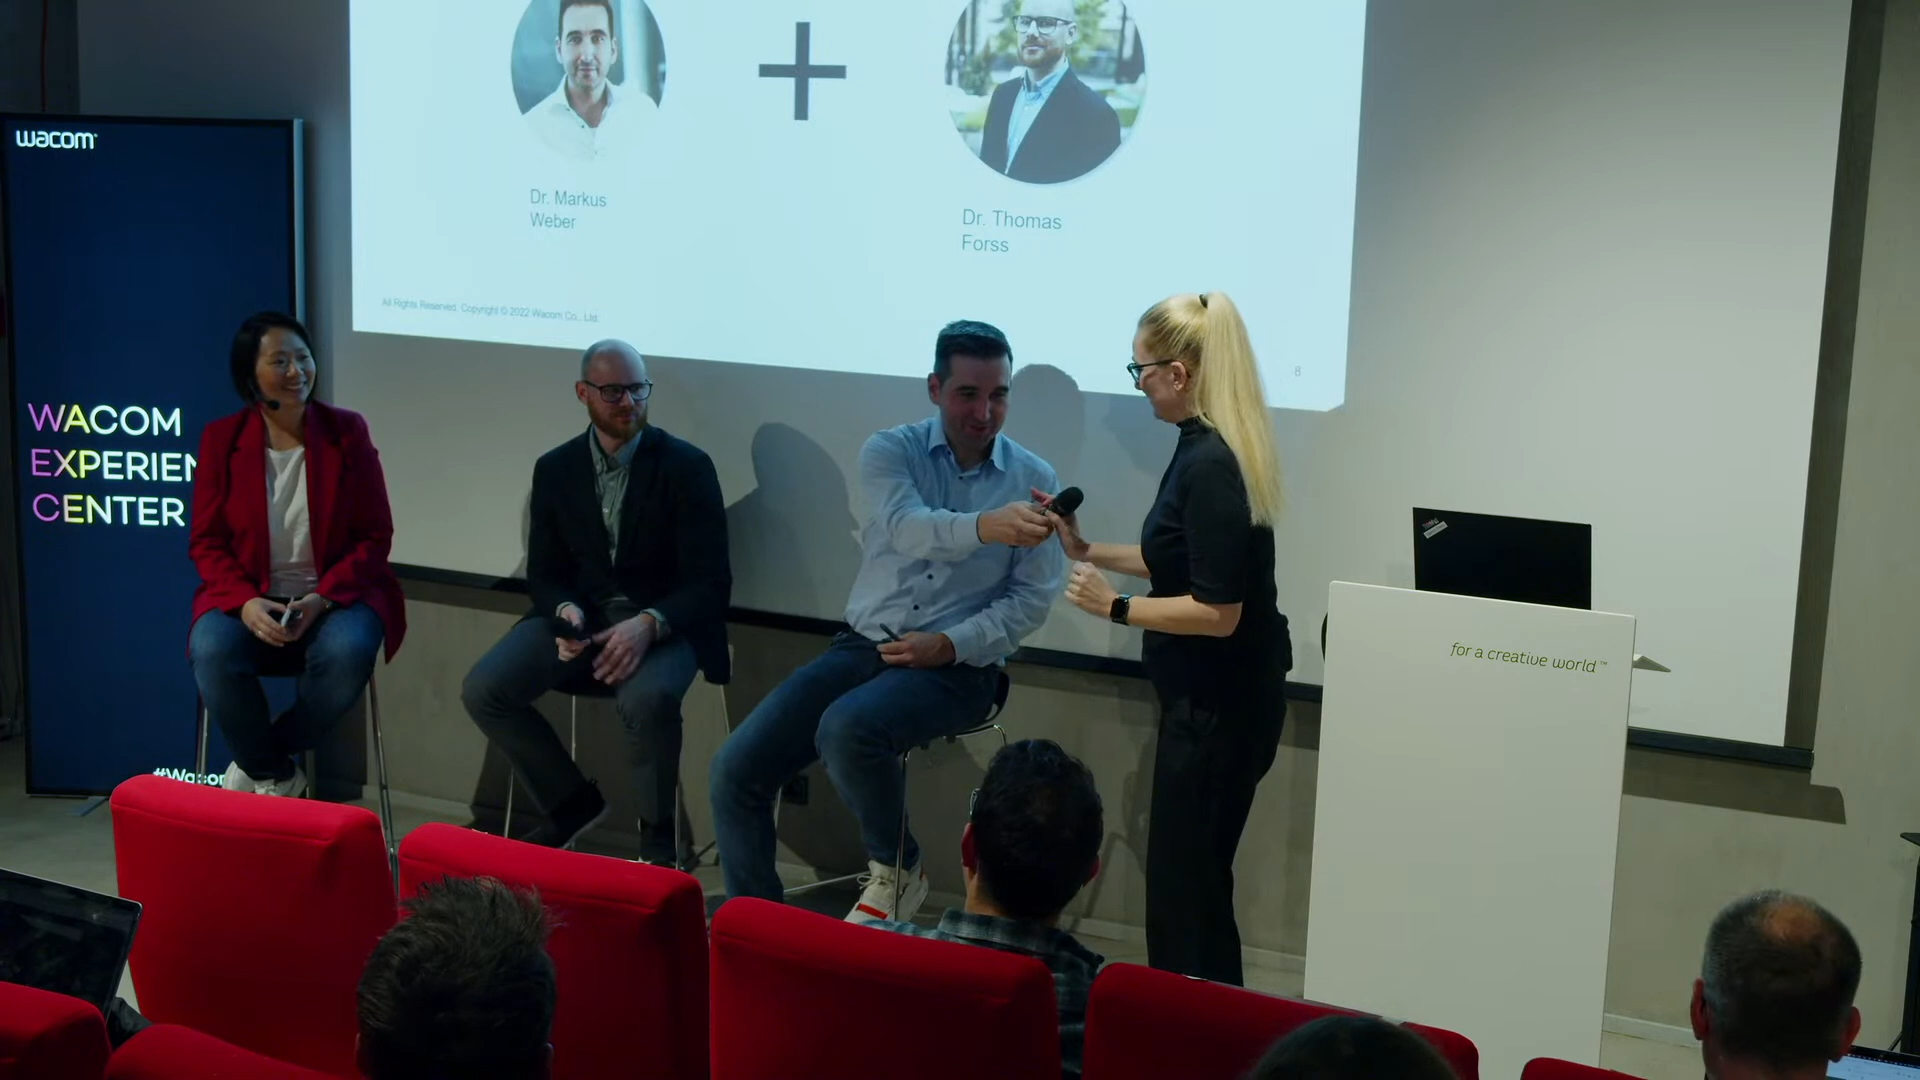 wacom
Dr. Markus
Weber
Dr. Thomas
Forss
All Rights Reserved. Copyright © 2022 Wacom Co., Ltd.
8
WACOM
EXPERIEN
CENTER
for a creative world™
#Wacom